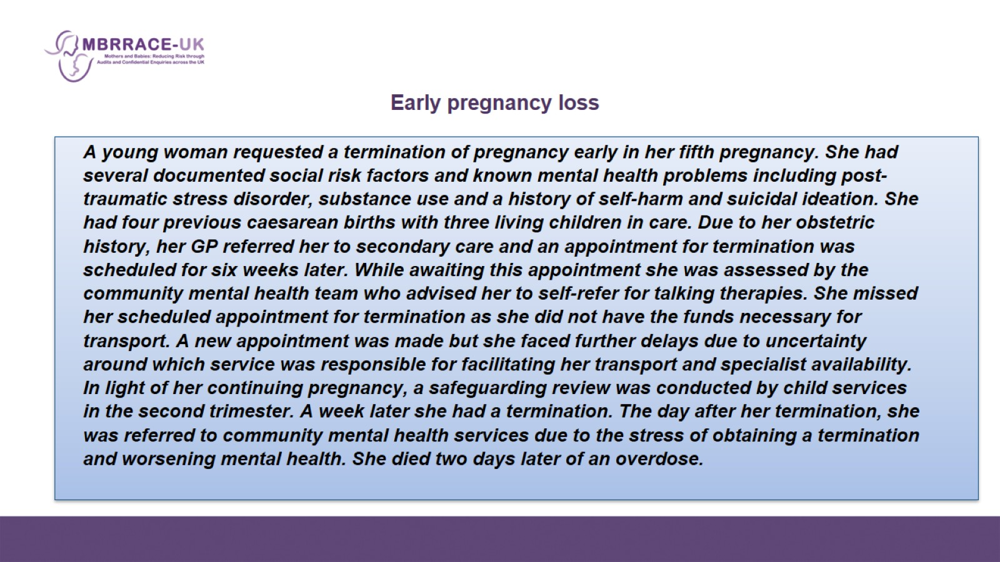 MBRRACE-UK
Mothers and Babies: Reducing Risk through
Audits and Confidential Enquiries across the UK
Early pregnancy loss
A young woman requested a termination of pregnancy early in her fifth pregnancy. She had
several documented social risk factors and known mental health problems including post-
traumatic stress disorder, substance use and a history of self-harm and suicidal ideation. She
had four previous caesarean births with three living children in care. Due to her obstetric
history, her GP referred her to secondary care and an appointment for termination was
scheduled for six weeks later. While awaiting this appointment she was assessed by the
community mental health team who advised her to self-refer for talking therapies. She missed
her scheduled appointment for termination as she did not have the funds necessary for
transport. A new appointment was made but she faced further delays due to uncertainty
around which service was responsible for facilitating her transport and specialist availability.
In light of her continuing pregnancy, a safeguarding review was conducted by child services
in the second trimester. A week later she had a termination. The day after her termination, she
was referred to community mental health services due to the stress of obtaining a termination
and worsening mental health. She died two days later of an overdose.